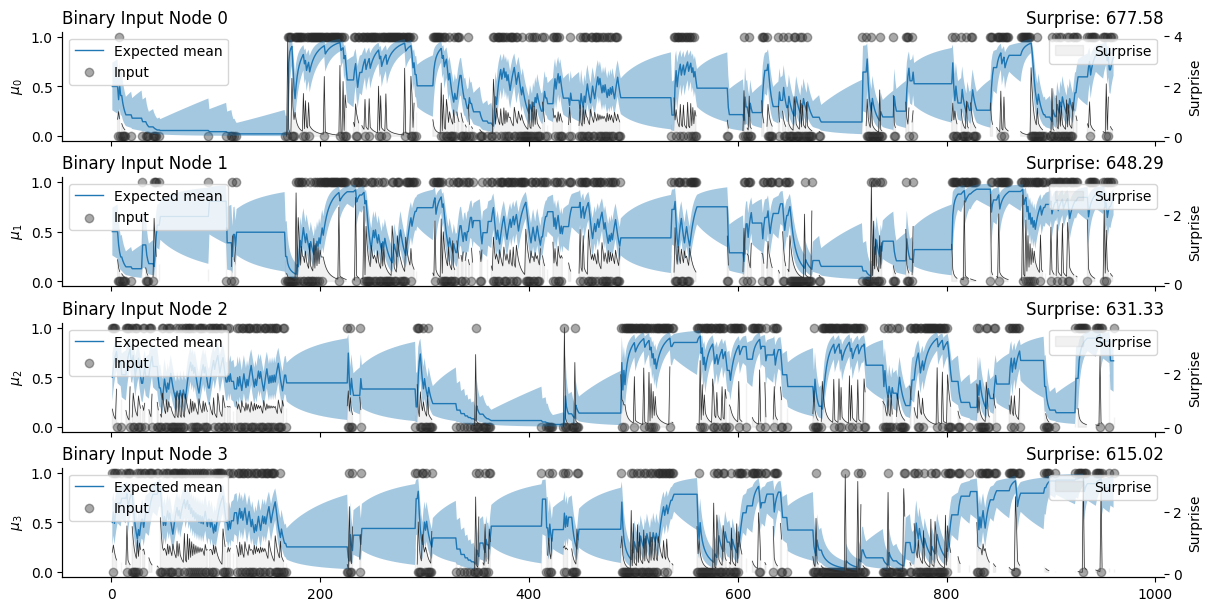 Binary Input Node 0 Surprise: 677.58
1.0 4
Expected mean Surprise
Input
μ0 0.5 2 Surprise
0.0 0
Binary Input Node 1 Surprise: 648.29
1.0
Expected mean Surprise
Input 2
μ1 0.5 Surprise
0.0 0
Binary Input Node 2 Surprise: 631.33
1.0
Expected mean Surprise
Input 2
μ2 0.5 Surprise
0.0 0
Binary Input Node 3 Surprise: 615.02
1.0
Expected mean Surprise
Input 2
μ3 0.5 Surprise
0.0 0
0 200 400 600 800 1000